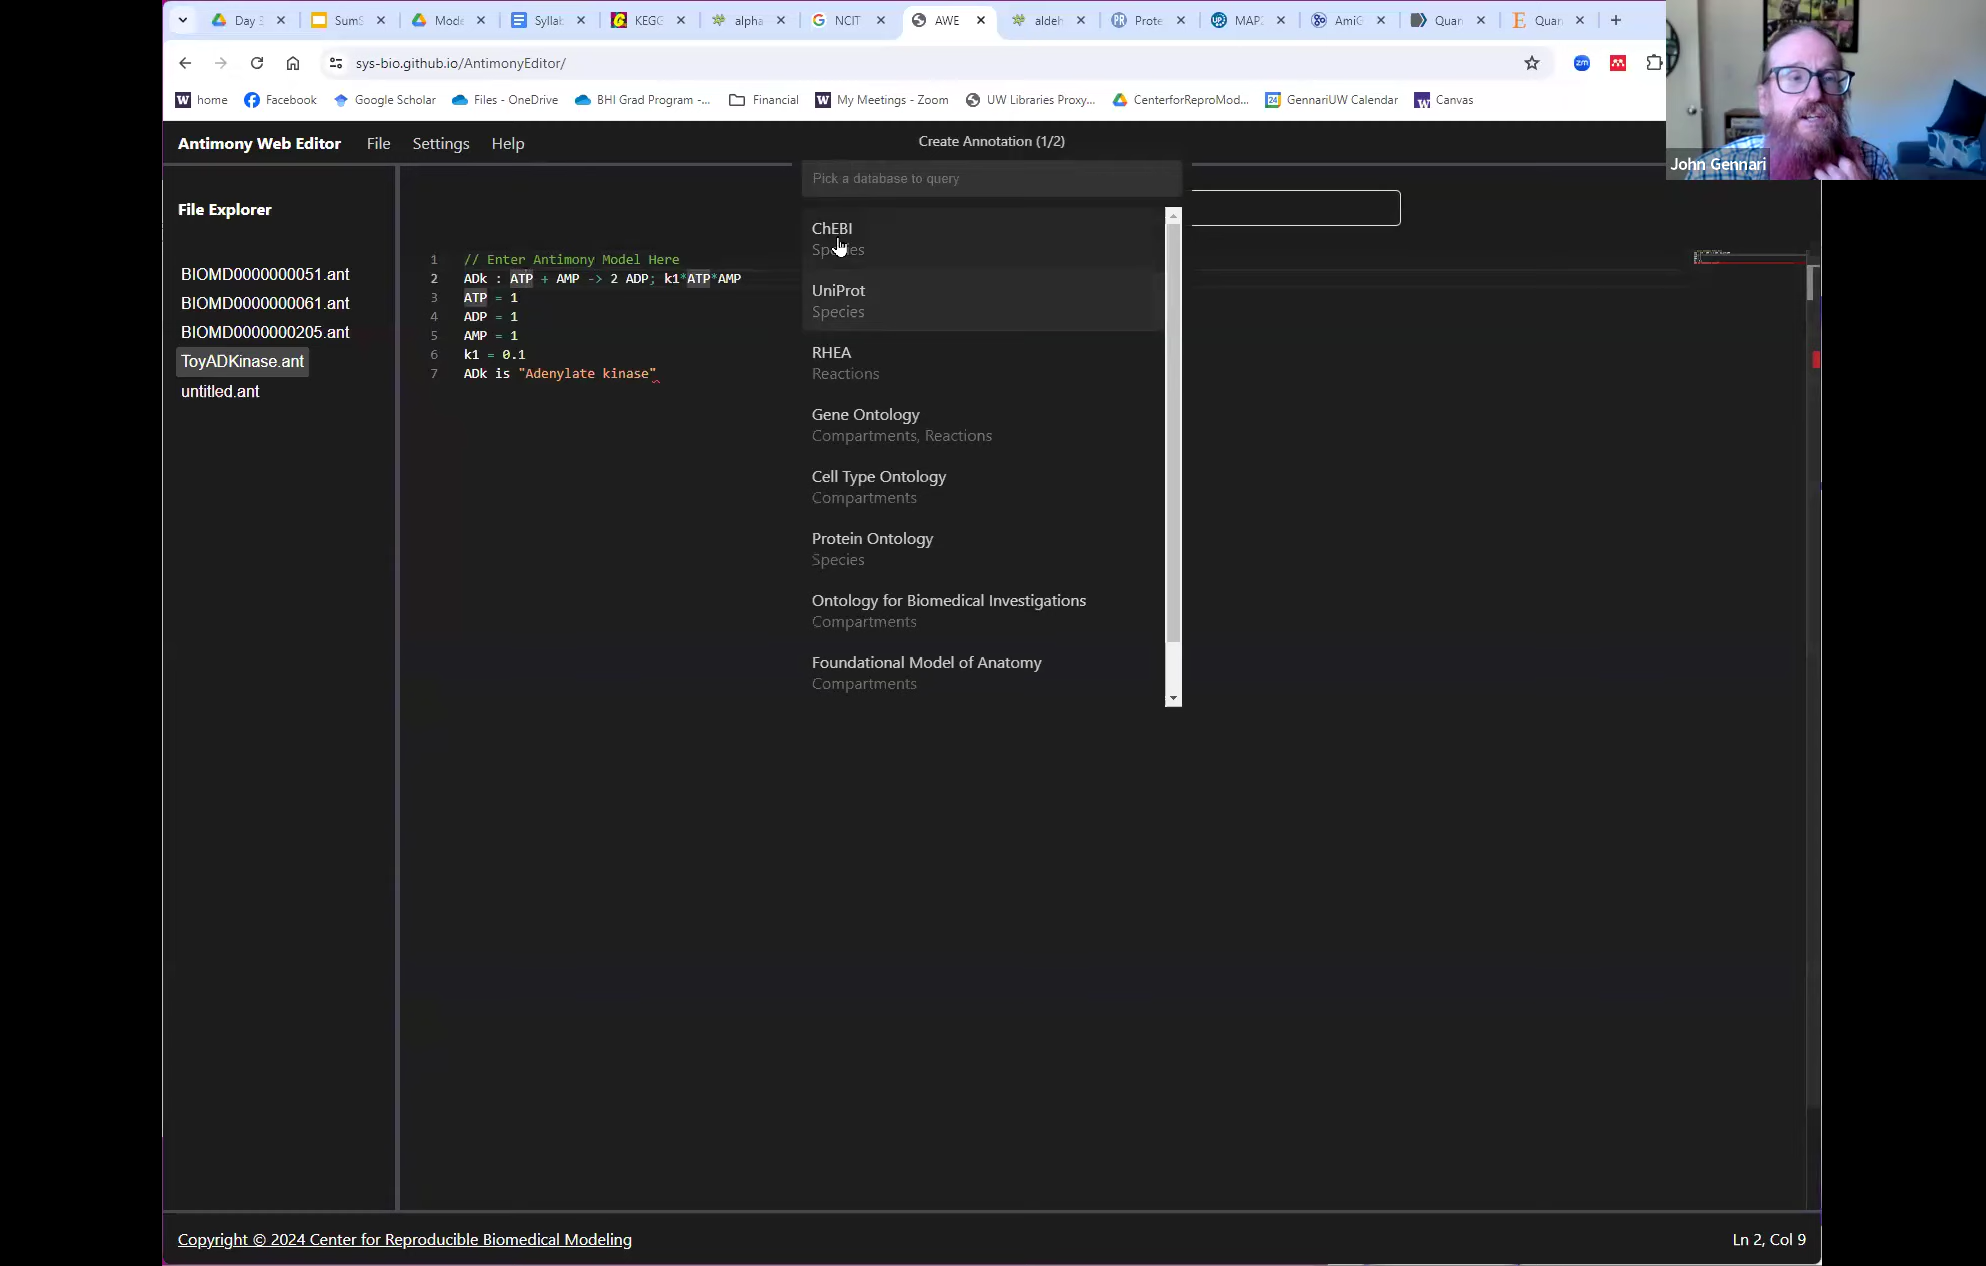 Day
SumS
Mode
Syllab
KEGG
alpha
NCIT
AWE
aldeh
Prote
MAP2
AmiG
Quan
Quan
sys-bio.github.io/AntimonyEditor/
home
Facebook
Google Scholar
Files - OneDrive
BHI Grad Program -...
Financial
My Meetings - Zoom
UW Libraries Proxy...
CenterforReproMod...
GennariUW Calendar
Canvas
John Gennari
Antimony Web Editor
File
Settings
Help
Create Annotation (1/2)
Pick a database to query
File Explorer
BIOMD0000000051.ant
BIOMD0000000061.ant
BIOMD0000000205.ant
ToyADKinase.ant
untitled.ant
1 // Enter Antimony Model Here
2 ADk : ATP + AMP -> 2 ADP; k1*ATP*AMP
3 ATP = 1
4 ADP = 1
5 AMP = 1
6 k1 = 0.1
7 ADk is "Adenylate kinase"
ChEBI
Species
UniProt
Species
RHEA
Reactions
Gene Ontology
Compartments, Reactions
Cell Type Ontology
Compartments
Protein Ontology
Species
Ontology for Biomedical Investigations
Compartments
Foundational Model of Anatomy
Compartments
Copyright © 2024 Center for Reproducible Biomedical Modeling
Ln 2, Col 9